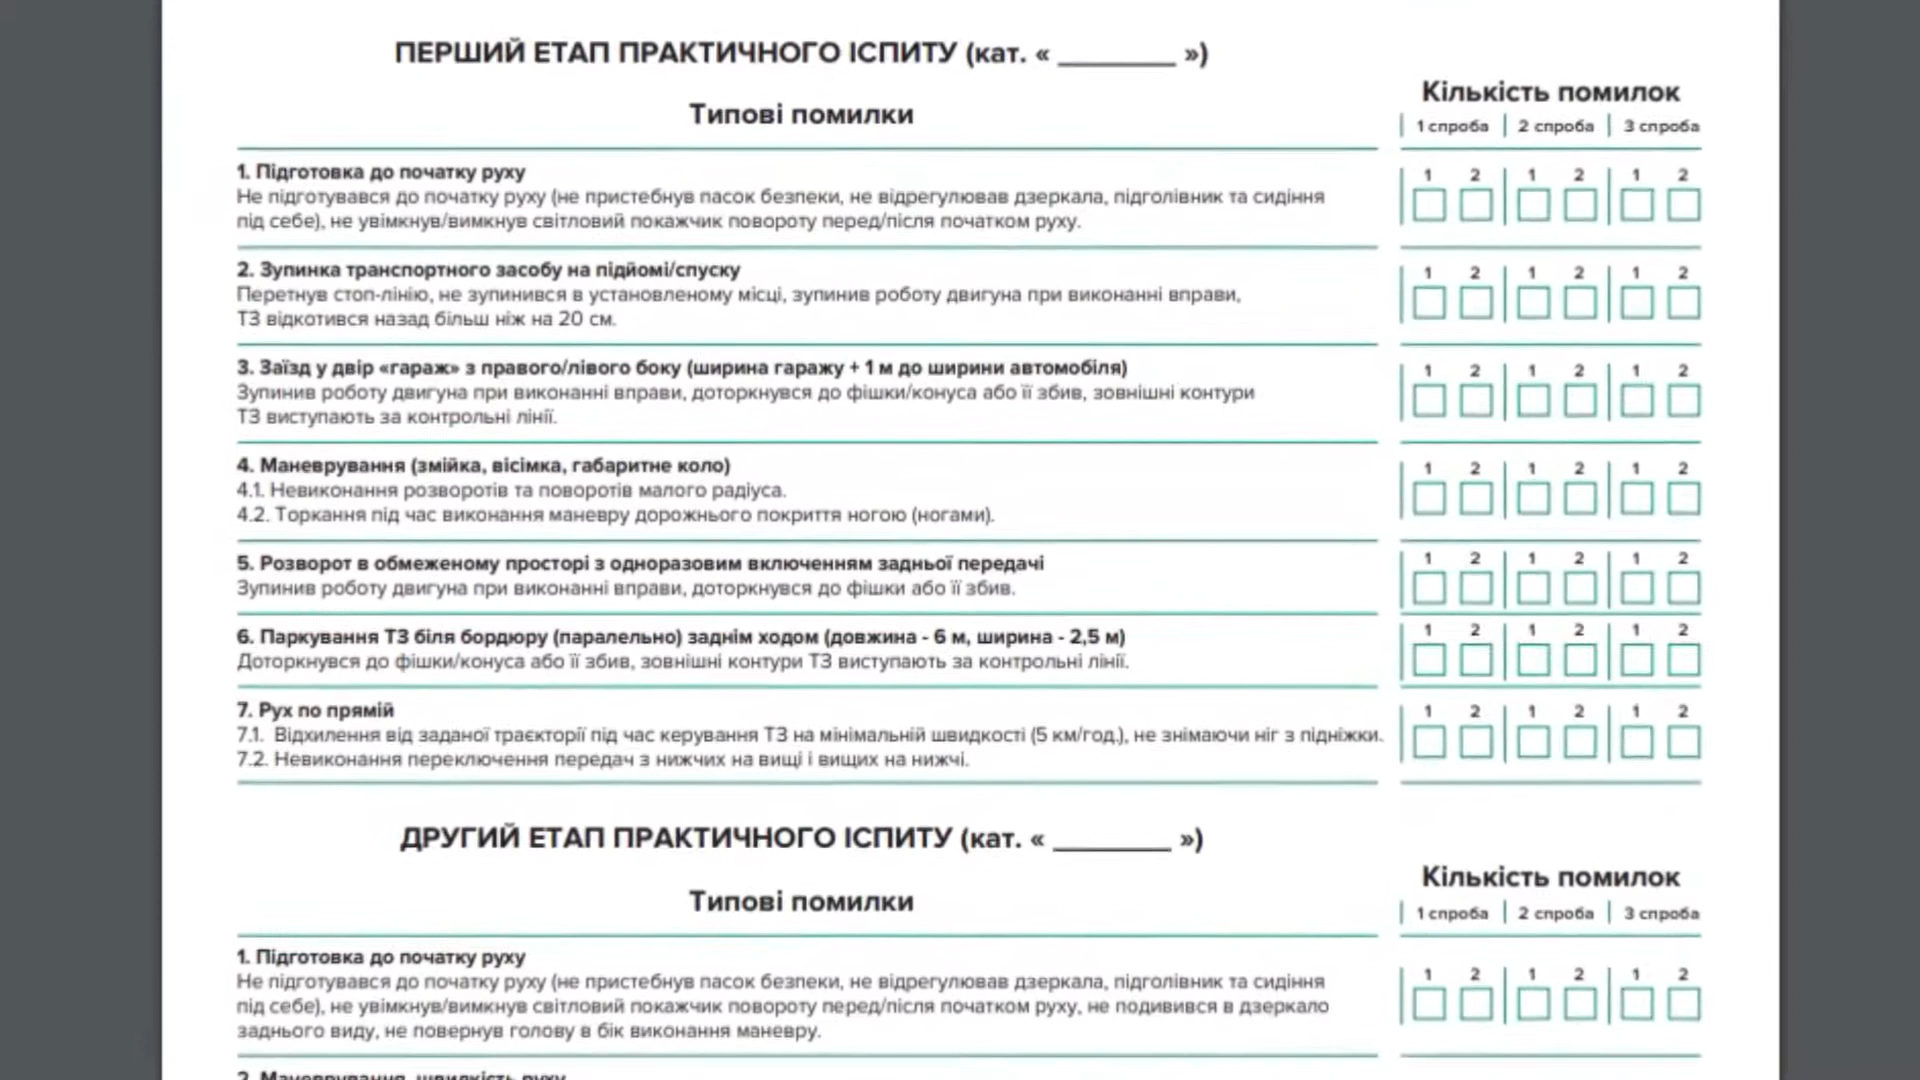 ПЕРШИЙ ЕТАП ПРАКТИЧНОГО ІСПИТУ (кат. « ________ »)
Типові помилки
Кількість помилок
1 спроба 2 спроба 3 спроба
1. Підготовка до початку руху
Не підготувався до початку руху (не пристебнув пасок безпеки, не відрегулював дзеркала, підголівник та сидіння
під себе), не увімкнув/вимкнув світловий покажчик повороту перед/після початком руху.
1 2 1 2 1 2
2. Зупинка транспортного засобу на підйомі/спуску
Перетнув стоп-лінію, не зупинився в установленому місці, зупинив роботу двигуна при виконанні вправи,
ТЗ відкотився назад більш ніж на 20 см.
1 2 1 2 1 2
3. Заїзд у двір «гараж» з правого/лівого боку (ширина гаражу + 1 м до ширини автомобіля)
Зупинив роботу двигуна при виконанні вправи, доторкнувся до фішки/конуса або її збив, зовнішні контури
ТЗ виступають за контрольні лінії.
1 2 1 2 1 2
4. Маневрування (змійка, вісімка, габаритне коло)
4.1. Невиконання розворотів та поворотів малого радіуса.
4.2. Торкання під час виконання маневру дорожнього покриття ногою (ногами).
1 2 1 2 1 2
5. Розворот в обмеженому просторі з одноразовим включенням задньої передачі
Зупинив роботу двигуна при виконанні вправи, доторкнувся до фішки або її збив.
1 2 1 2 1 2
6. Паркування ТЗ біля бордюру (паралельно) заднім ходом (довжина - 6 м, ширина - 2,5 м)
Доторкнувся до фішки/конуса або її збив, зовнішні контури ТЗ виступають за контрольні лінії.
1 2 1 2 1 2
7. Рух по прямій
7.1. Відхилення від заданої траєкторії під час керування ТЗ на мінімальній швидкості (5 км/год.), не знімаючи ніг з підніжки.
7.2. Невиконання переключення передач з нижчих на вищі і вищих на нижчі.
1 2 1 2 1 2
ДРУГИЙ ЕТАП ПРАКТИЧНОГО ІСПИТУ (кат. « ________ »)
Типові помилки
Кількість помилок
1 спроба 2 спроба 3 спроба
1. Підготовка до початку руху
Не підготувався до початку руху (не пристебнув пасок безпеки, не відрегулював дзеркала, підголівник та сидіння
під себе), не увімкнув/вимкнув світловий покажчик повороту перед/після початком руху, не подивився в дзеркало
заднього виду, не повернув голову в бік виконання маневру.
1 2 1 2 1 2
2. Маневрування, швидкість руху